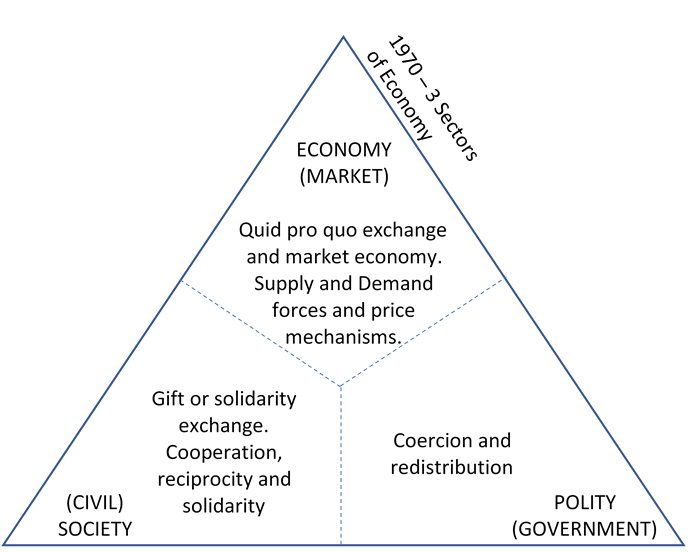 1970 – 3 Sectors
of Economy
ECONOMY
(MARKET)
Quid pro quo exchange
and market economy.
Supply and Demand
forces and price
mechanisms.
Gift or solidarity
exchange.
Cooperation,
reciprocity and
solidarity
Coercion and
redistribution
(CIVIL)
SOCIETY
POLITY
(GOVERNMENT)